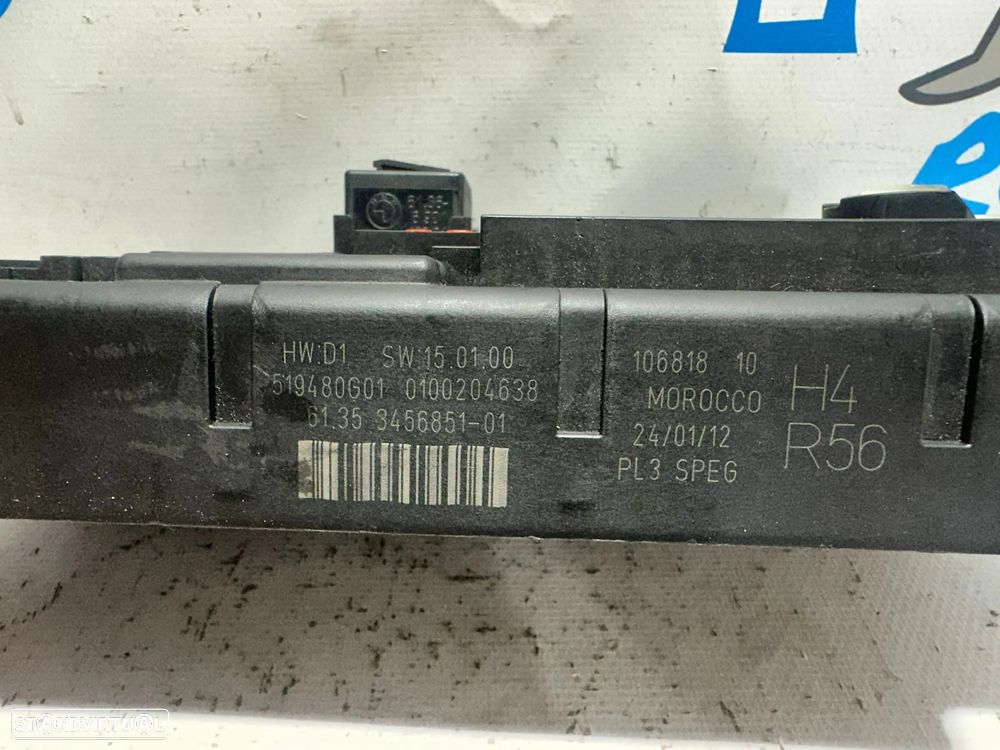 HW:D1 SW:15.01.00
519480G01 0100204638
61.35 3456851-01
106818 10
MOROCCO
24/01/12
PL3 SPEG
H4
R56
STANDVIRTUAL